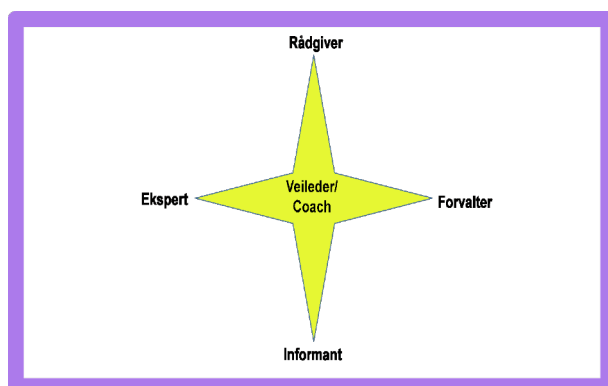 Rådgiver
Veileder/
Coach
Ekspert
Forvalter
Informant